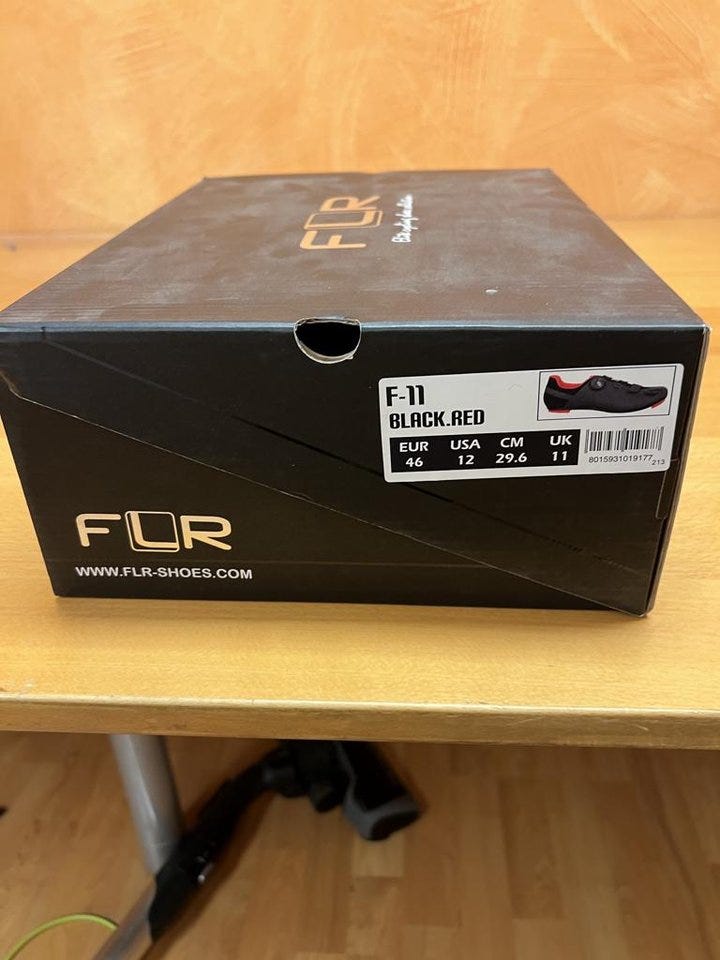 FLR
F-11
BLACK.RED
EUR USA CM UK
46 12 29.6 11
8015931019177 213
FLR
WWW.FLR-SHOES.COM